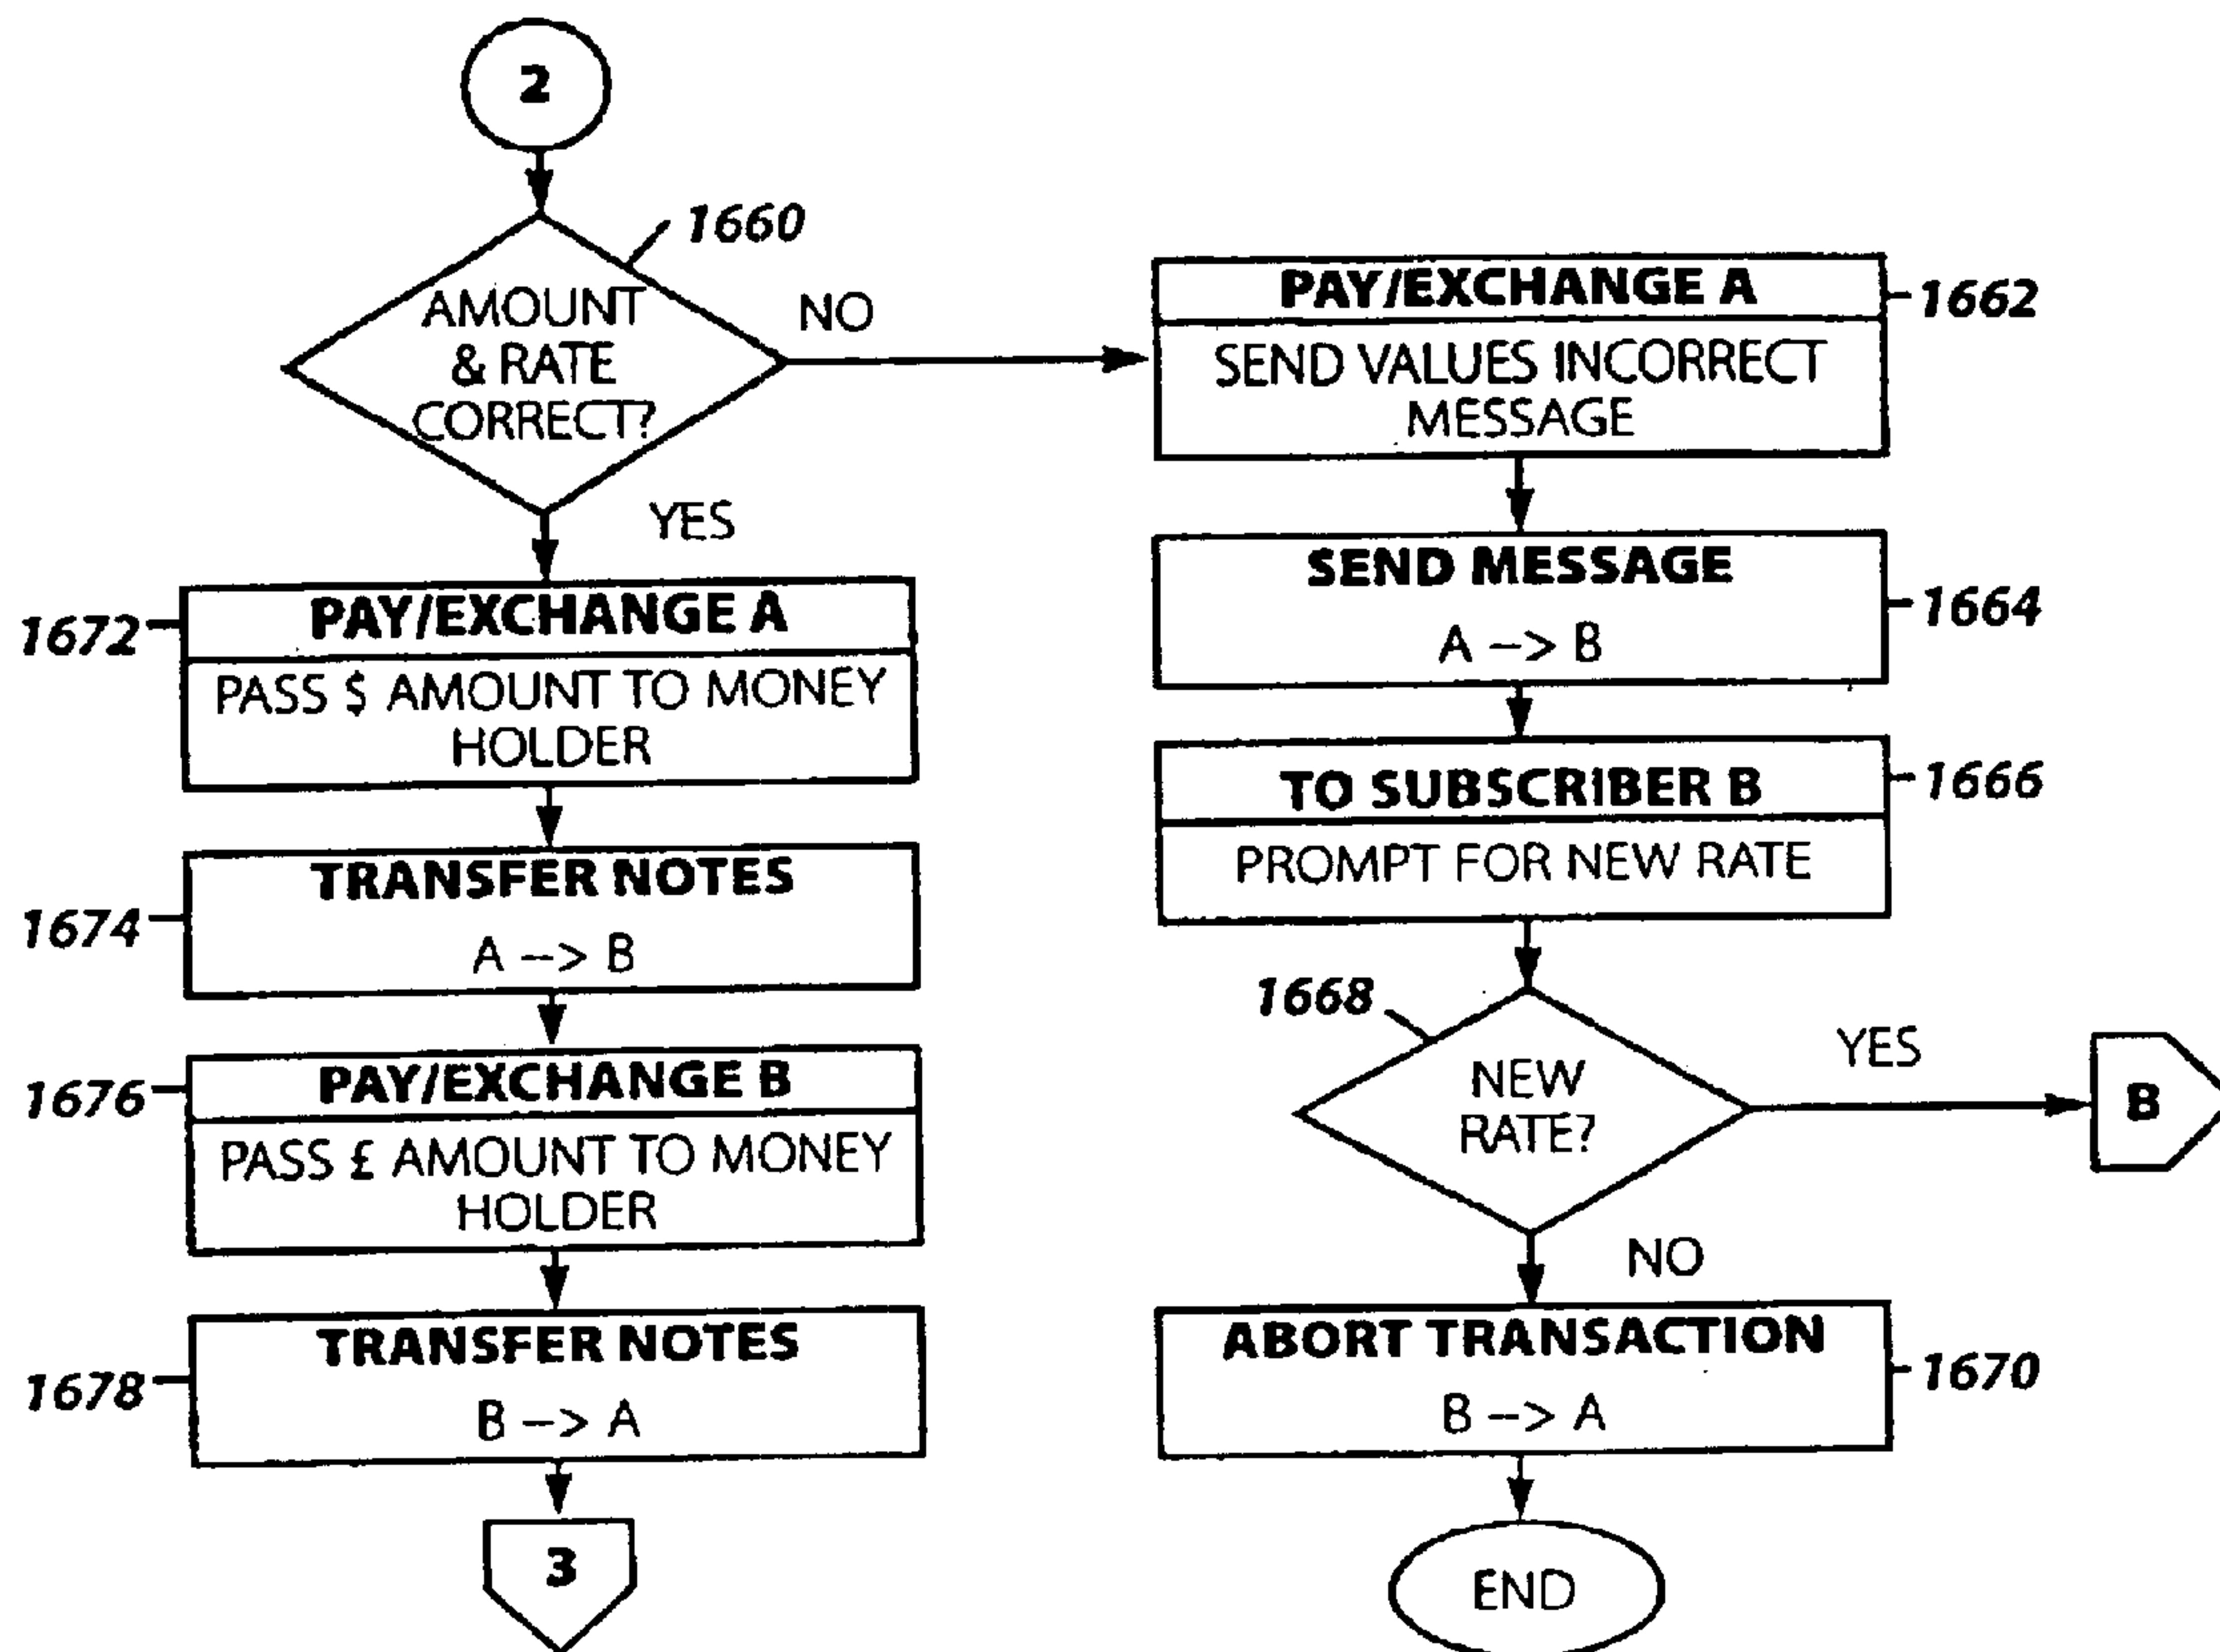 2
1660
AMOUNT
& RATE
CORRECT?
NO
YES
1672
PAY/EXCHANGE A
PASS $ AMOUNT TO MONEY
HOLDER
1674
TRANSFER NOTES
A --> B
1676
PAY/EXCHANGE B
PASS £ AMOUNT TO MONEY
HOLDER
1678
TRANSFER NOTES
B --> A
3
PAY/EXCHANGE A
1662
SEND VALUES INCORRECT
MESSAGE
SEND MESSAGE
1664
A --> B
TO SUBSCRIBER B
1666
PROMPT FOR NEW RATE
1668
NEW
RATE?
YES
B
NO
ABORT TRANSACTION
1670
B --> A
END